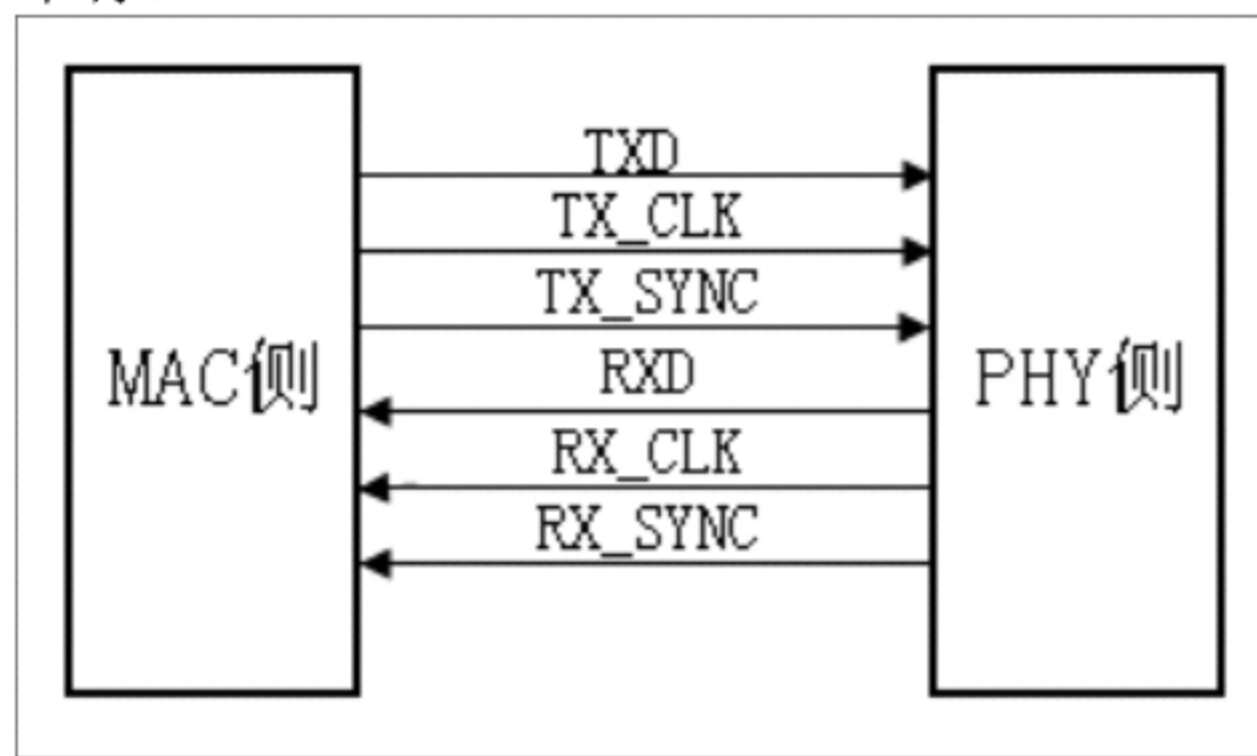 TXD
TX_CLK
TX_SYNC
MAC侧
RXD
PHY侧
RX_CLK
RX_SYNC